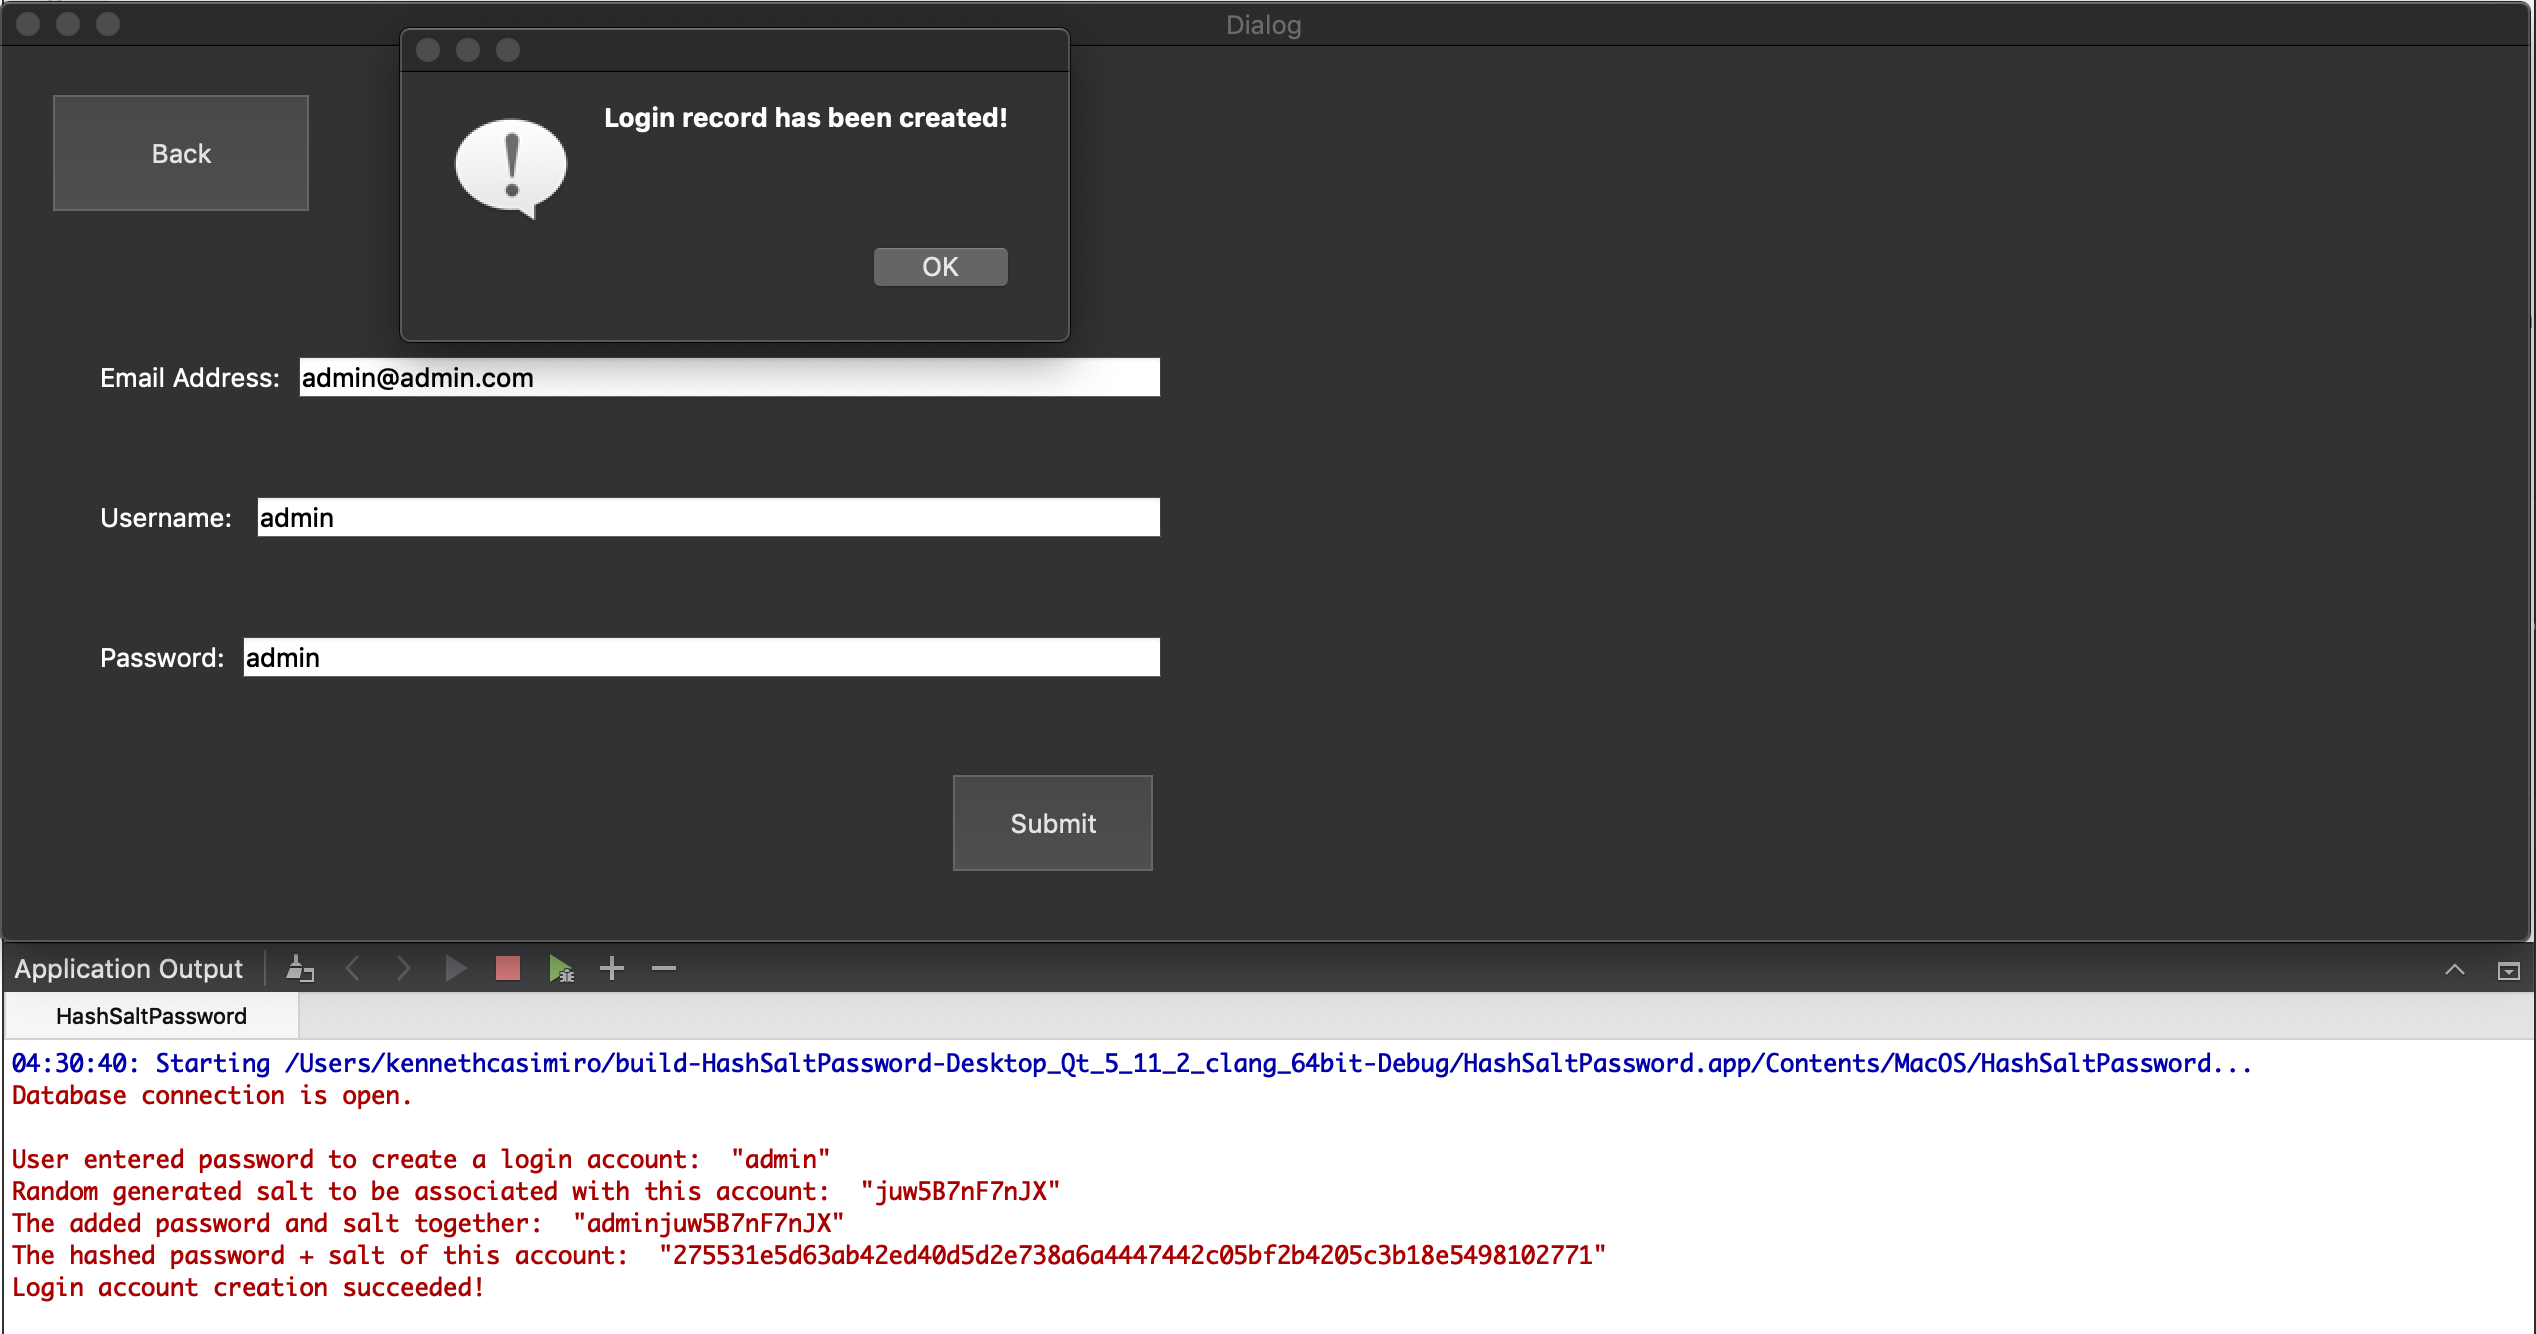 Dialog
Back
Login record has been created!
OK
Email Address: admin@admin.com
Username: admin
Password: admin
Submit
Application Output
HashSaltPassword
04:30:40: Starting /Users/kennethcasimiro/build-HashSaltPassword-Desktop_Qt_5_11_2_clang_64bit-Debug/HashSaltPassword.app/Contents/MacOS/HashSaltPassword...
Database connection is open.
User entered password to create a login account:  "admin"
Random generated salt to be associated with this account:  "juw5B7nF7nJX"
The added password and salt together:  "adminjuw5B7nF7nJX"
The hashed password + salt of this account:  "275531e5d63ab42ed40d5d2e738a6a4447442c05bf2b4205c3b18e5498102771"
Login account creation succeeded!